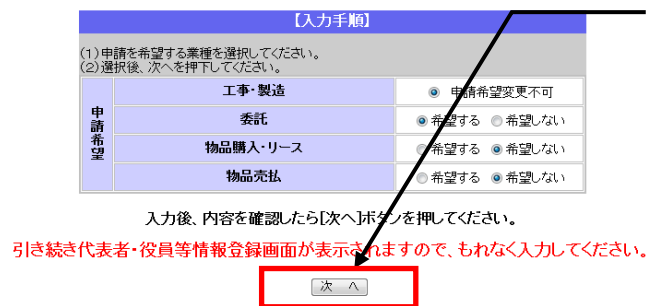 【入力手順】
(1)申請を希望する業種を選択してください。
(2)選択後、次へを押下してください。
申請希望
工事・製造 申請希望変更不可
委託 希望する 希望しない
物品購入・リース 希望する 希望しない
物品売払 希望する 希望しない
入力後、内容を確認したら[次へ]ボタンを押してください。
引き続き代表者・役員等情報登録画面が表示されますので、もれなく入力してください。
次 へ